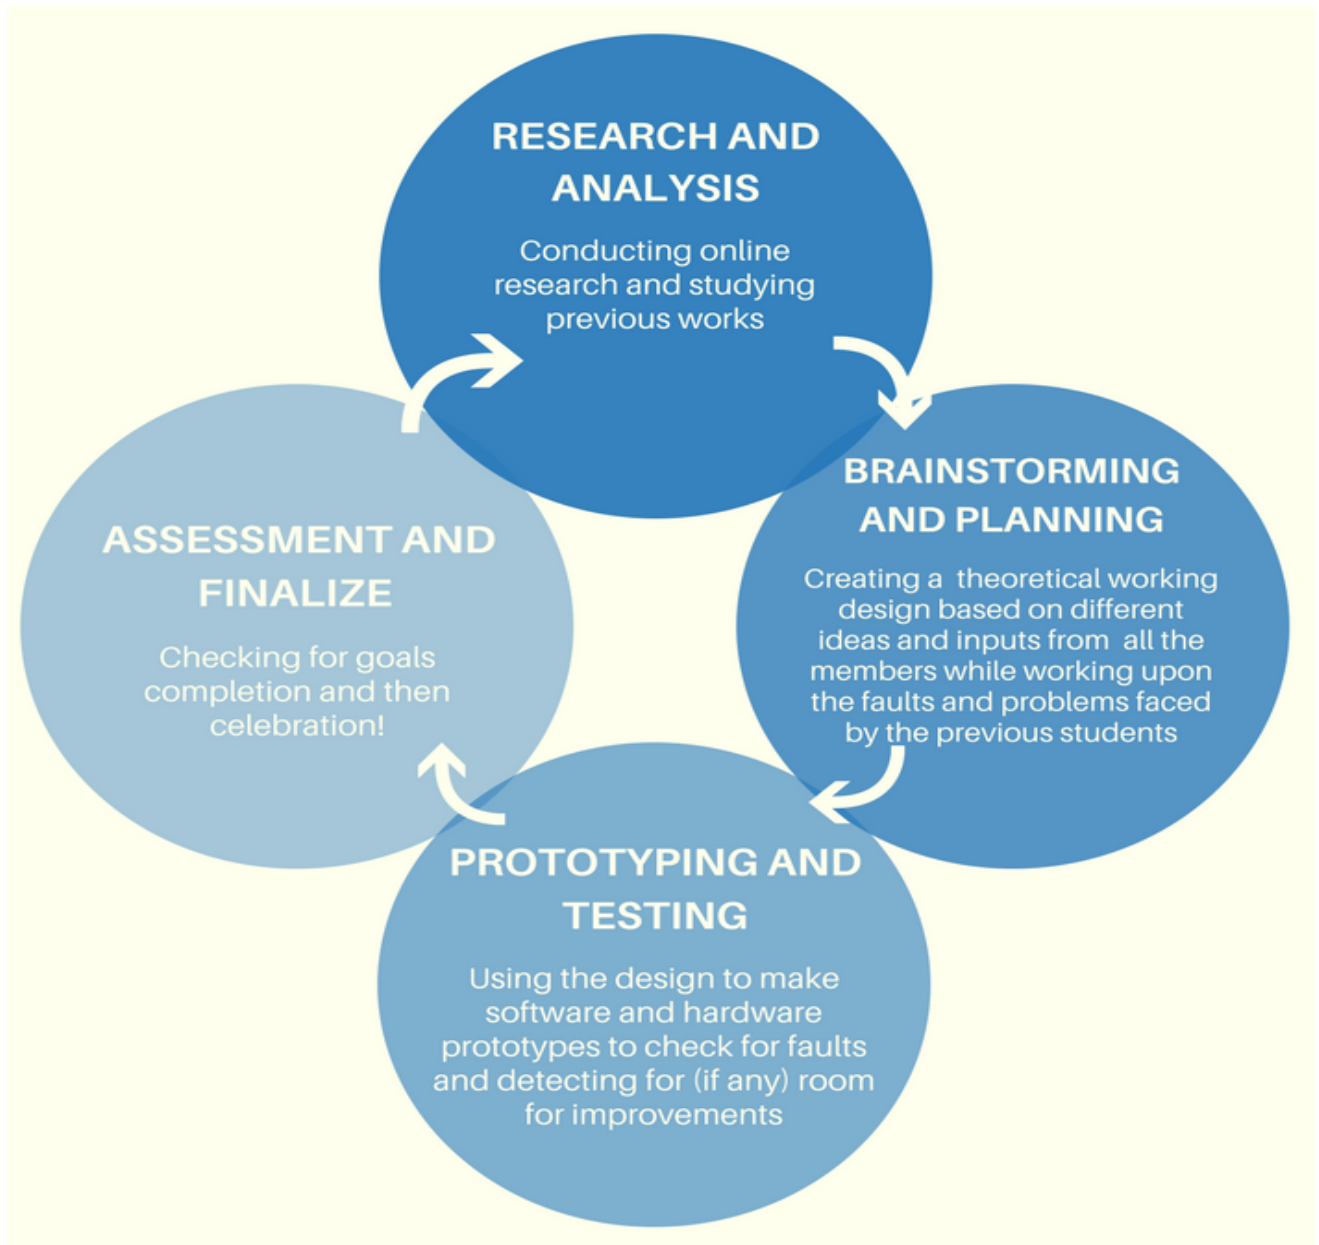 RESEARCH AND
ANALYSIS
Conducting online
research and studying
previous works
BRAINSTORMING
AND PLANNING
Creating a theoretical working
design based on different
ideas and inputs from all the
members while working upon
the faults and problems faced
by the previous students
PROTOTYPING AND
TESTING
Using the design to make
software and hardware
prototypes to check for faults
and detecting for (if any) room
for improvements
ASSESSMENT AND
FINALIZE
Checking for goals
completion and then
celebration!